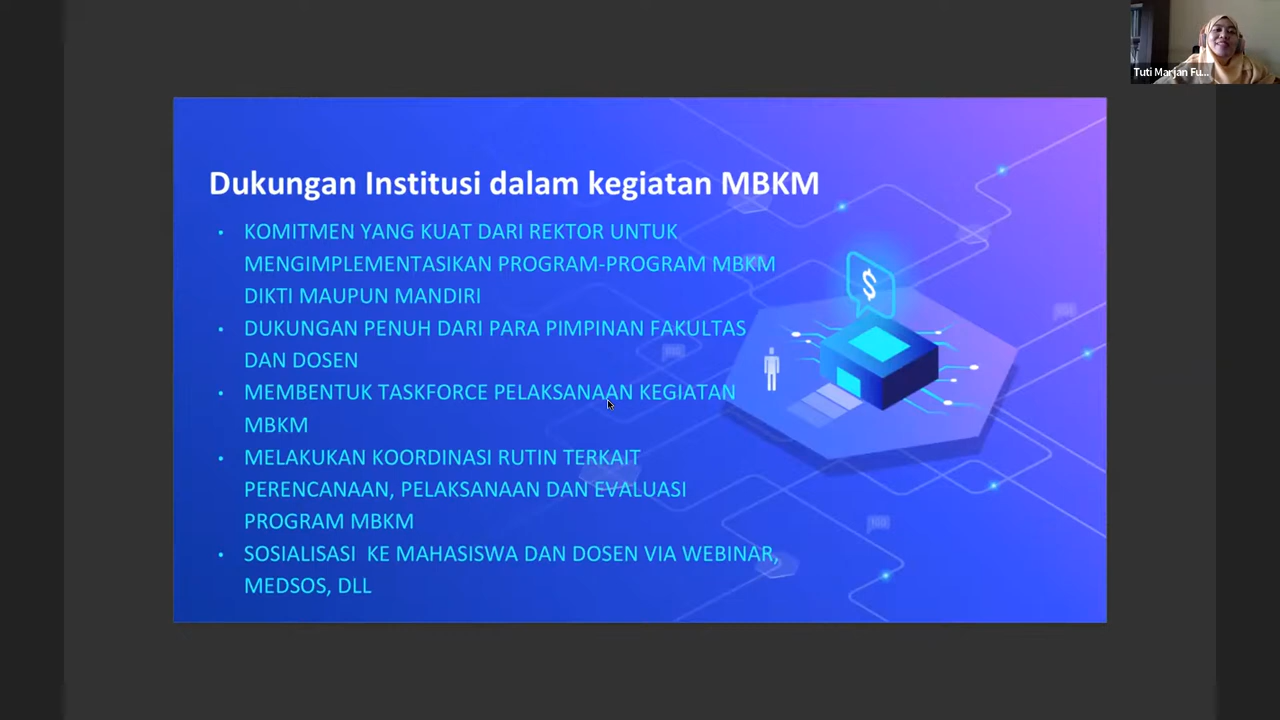 Tuti Marjan Fu...
Dukungan Institusi dalam kegiatan MBKM
• KOMITMEN YANG KUAT DARI REKTOR UNTUK
MENGIMPLEMENTASIKAN PROGRAM-PROGRAM MBKM
DIKTI MAUPUN MANDIRI
• DUKUNGAN PENUH DARI PARA PIMPINAN FAKULTAS
DAN DOSEN
• MEMBENTUK TASKFORCE PELAKSANAAN KEGIATAN
MBKM
• MELAKUKAN KOORDINASI RUTIN TERKAIT
PERENCANAAN, PELAKSANAAN DAN EVALUASI
PROGRAM MBKM
• SOSIALISASI  KE MAHASISWA DAN DOSEN VIA WEBINAR,
MEDSOS, DLL
$